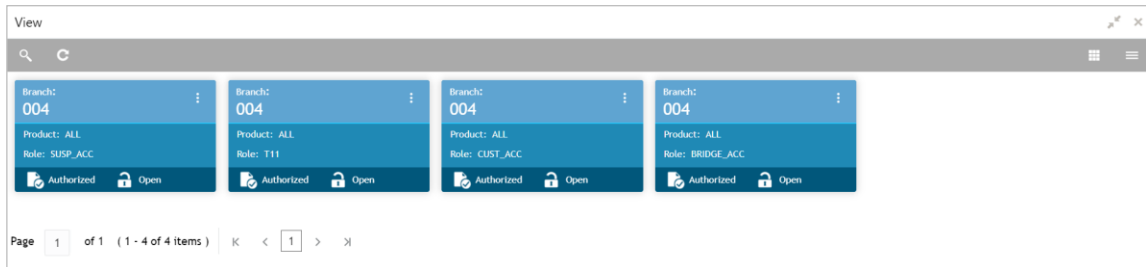 View
Branch:
004
Product: ALL
Role: SUSP_ACC
Authorized Open
Branch:
004
Product: ALL
Role: T11
Authorized Open
Branch:
004
Product: ALL
Role: CUST_ACC
Authorized Open
Branch:
004
Product: ALL
Role: BRIDGE_ACC
Authorized Open
Page 1 of 1 ( 1 - 4 of 4 items ) 1